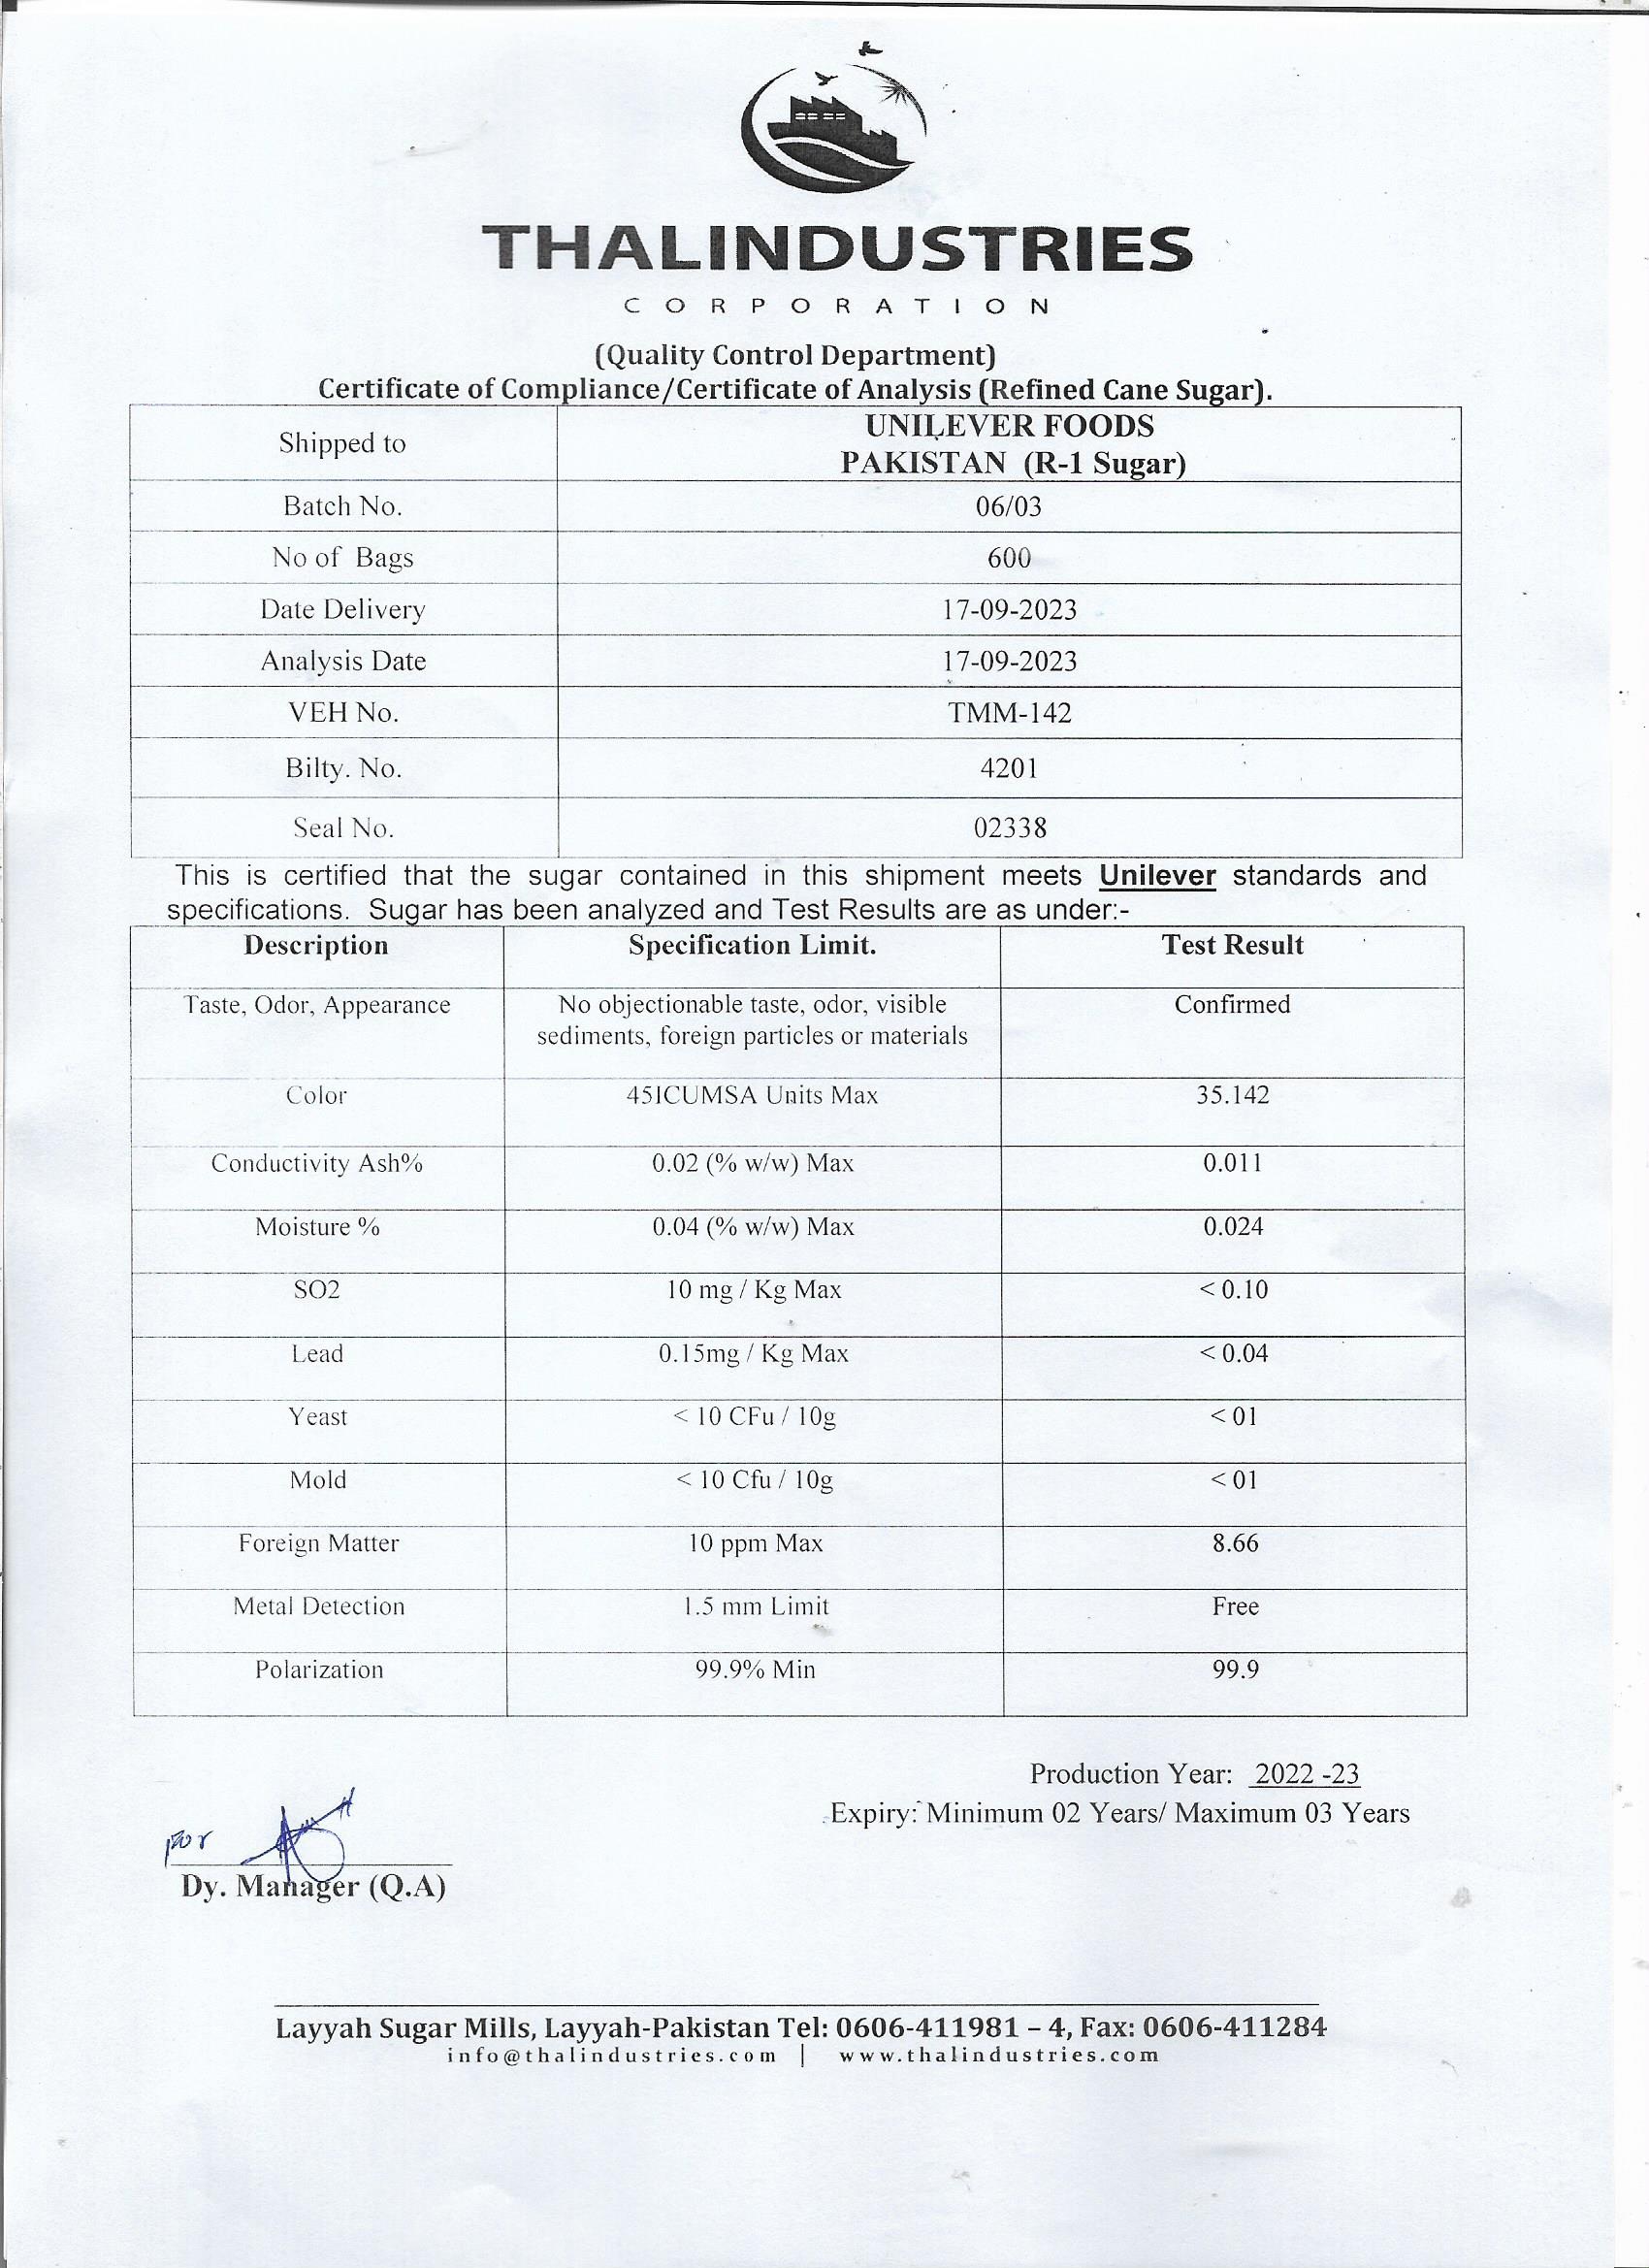 THALINDUSTRIES
CORPORATION
(Quality Control Department)
Certificate of Compliance/Certificate of Analysis (Refined Cane Sugar).
Shipped to UNILEVER FOODS
PAKISTAN (R-1 Sugar)
Batch No. 06/03
No of Bags 600
Date Delivery 17-09-2023
Analysis Date 17-09-2023
VEH No. TMM-142
Bilty. No. 4201
Seal No. 02338
This is certified that the sugar contained in this shipment meets Unilever standards and
specifications. Sugar has been analyzed and Test Results are as under:-
Description Specification Limit. Test Result
Taste, Odor, Appearance No objectionable taste, odor, visible Confirmed
sediments, foreign particles or materials
Color 45ICUMSA Units Max 35.142
Conductivity Ash% 0.02 (% w/w) Max 0.011
Moisture % 0.04 (% w/w) Max 0.024
SO2 10 mg / Kg Max < 0.10
Lead 0.15mg / Kg Max < 0.04
Yeast < 10 CFu / 10g < 01
Mold < 10 Cfu / 10g < 01
Foreign Matter 10 ppm Max 8.66
Metal Detection 1.5 mm Limit Free
Polarization 99.9% Min 99.9
Production Year: 2022 -23
Expiry: Minimum 02 Years/ Maximum 03 Years
For
Dy. Manager (Q.A)
Layyah Sugar Mills, Layyah-Pakistan Tel: 0606-411981 – 4, Fax: 0606-411284
info@thalindustries.com | www.thalindustries.com